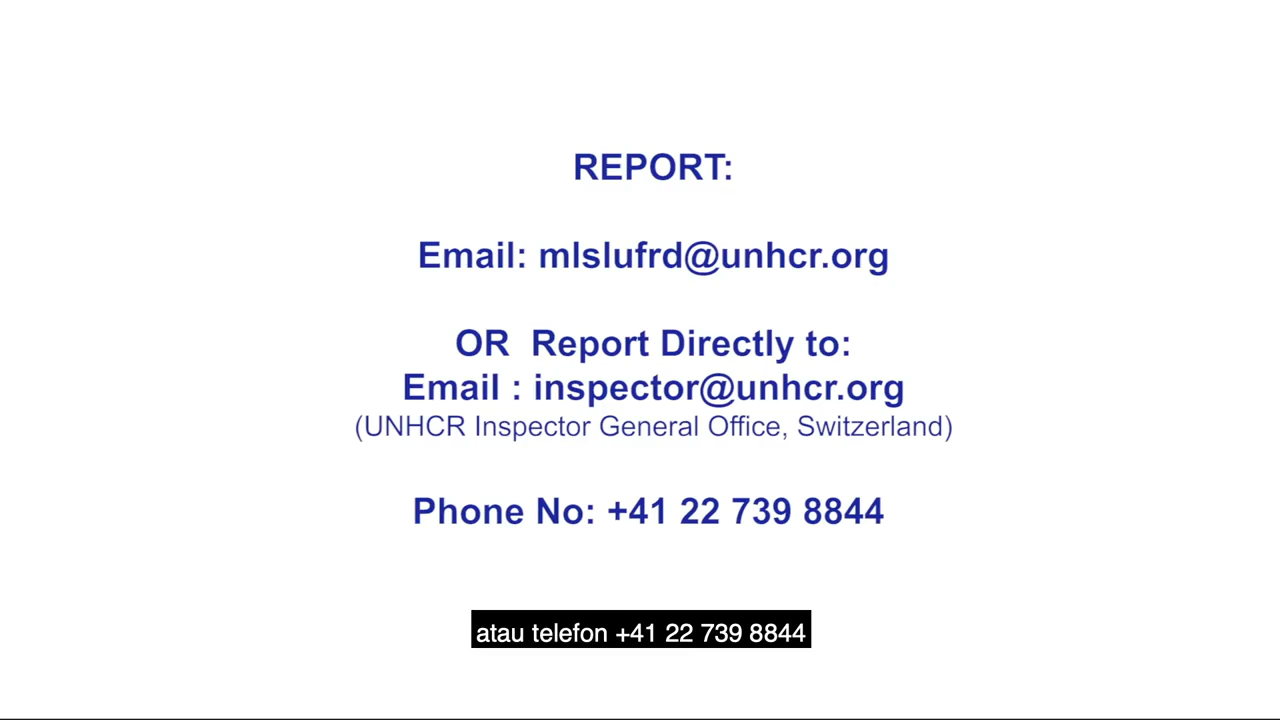 REPORT:
Email: mlslufrd@unhcr.org
OR  Report Directly to:
Email : inspector@unhcr.org
(UNHCR Inspector General Office, Switzerland)
Phone No: +41 22 739 8844
atau telefon +41 22 739 8844